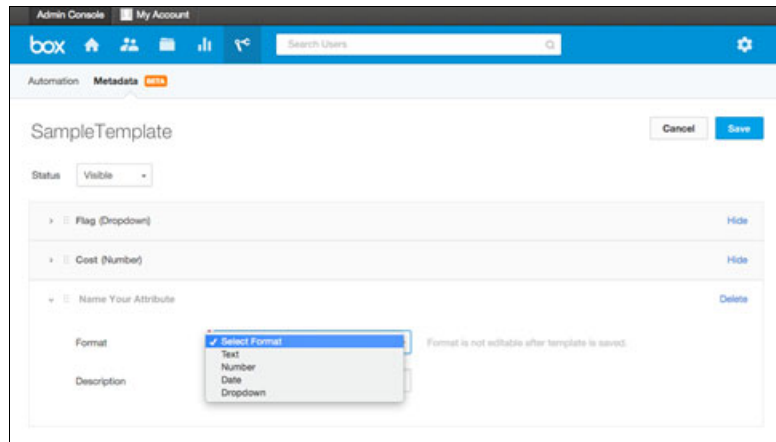 Admin Console My Account
box Search Users
Automation Metadata BETA
SampleTemplate Cancel Save
Status Visible
Flag (Dropdown) Hide
Cost (Number) Hide
Name Your Attribute Delete
Format ✓ Select Format Format is not editable after template is saved.
Text
Number
Date
Description
Dropdown